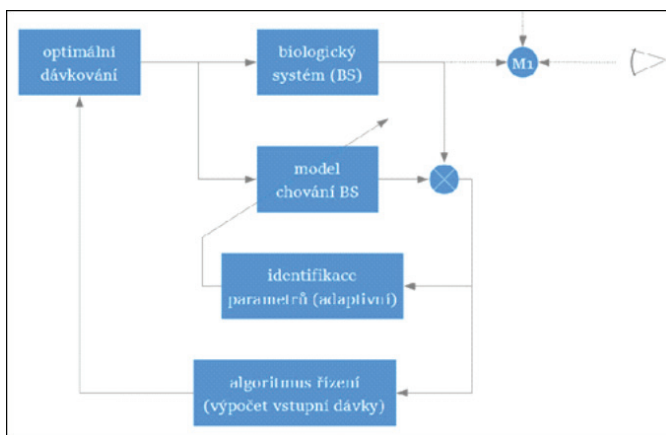 optimální
dávkování
biologický
systém (BS)
M1
model
chování BS
identifikace
parametrů (adaptivní)
algoritmus řízení
(výpočet vstupní dávky)